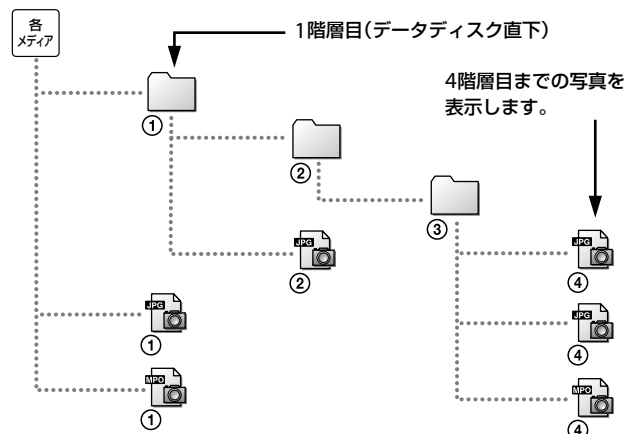 各
メディア
1階層目(データディスク直下)
4階層目までの写真を
表示します。
①
②
③
JPG
④
JPG
②
JPG
①
JPG
④
MPO
①
MPO
④